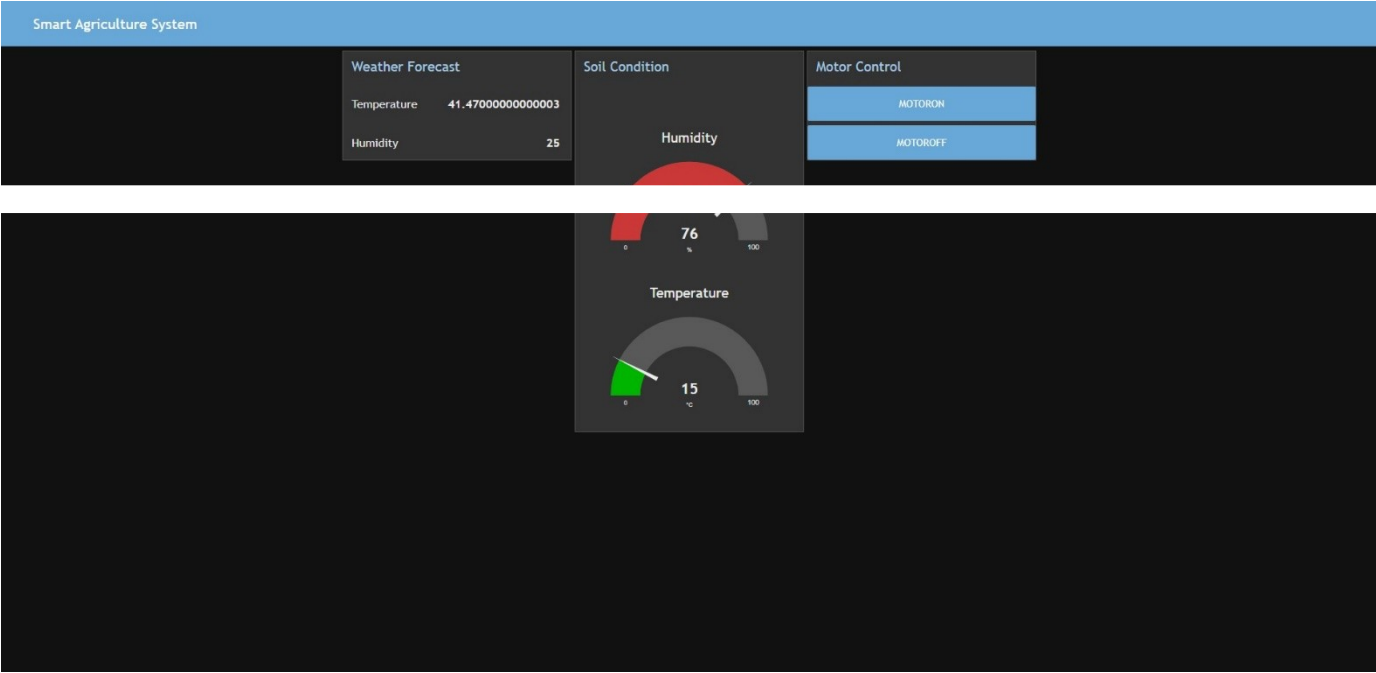 Smart Agriculture System
Weather Forecast
Temperature 41.47000000000003
Humidity 25
Soil Condition
Humidity
76
%
0 100
Temperature
15
°C
0 100
Motor Control
MOTORON
MOTOROFF